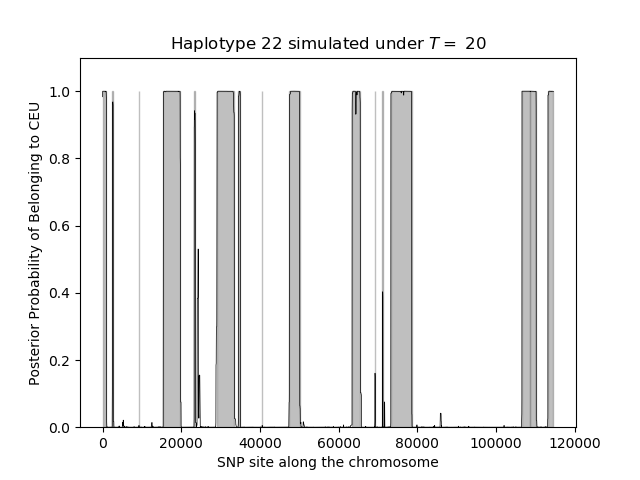 Haplotype 22 simulated under T = 20
Posterior Probability of Belonging to CEU
1.0
0.8
0.6
0.4
0.2
0.0
0 20000 40000 60000 80000 100000 120000
SNP site along the chromosome